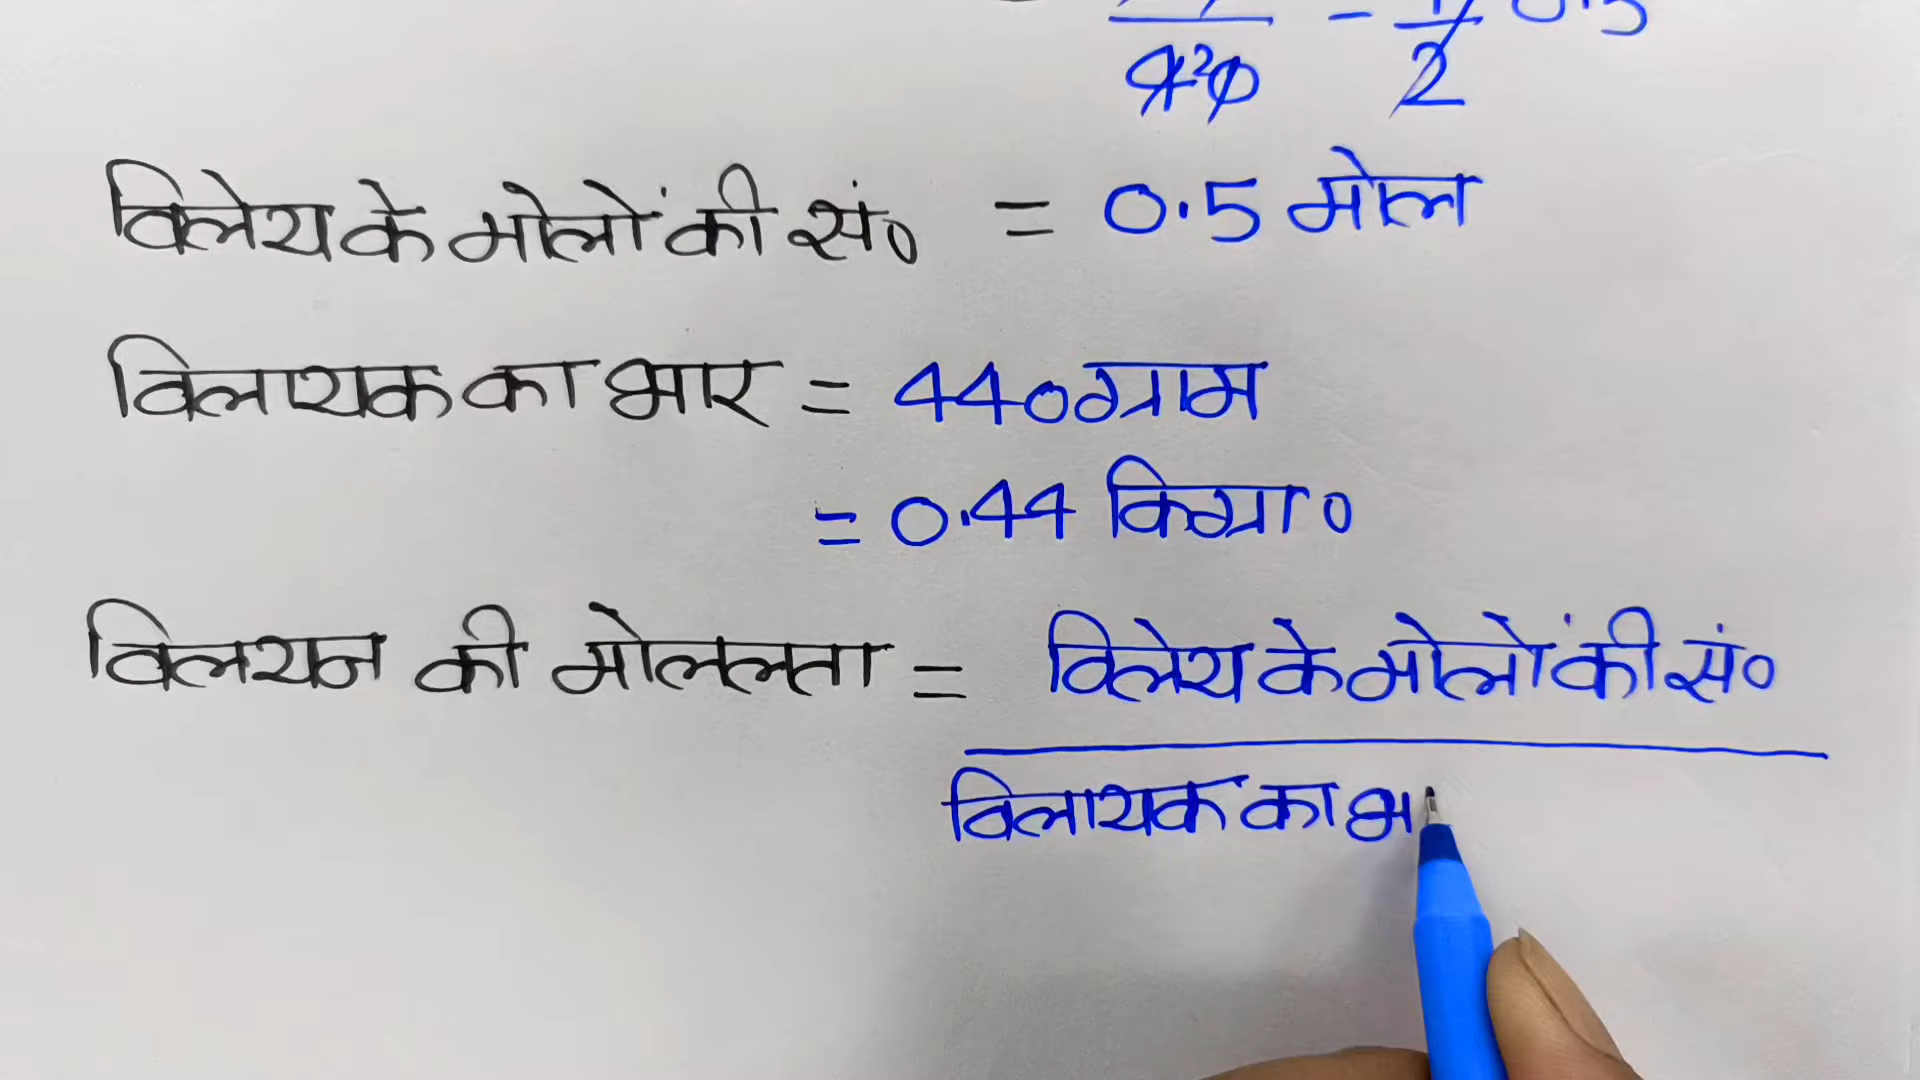 विलेय के मोलों की सं० = 0.5 मोल
विलायक का भार = 440 ग्राम
= 0.44 किग्रा०
विलयन की मोललता = विलेय के मोलों की सं०
विलायक का भ